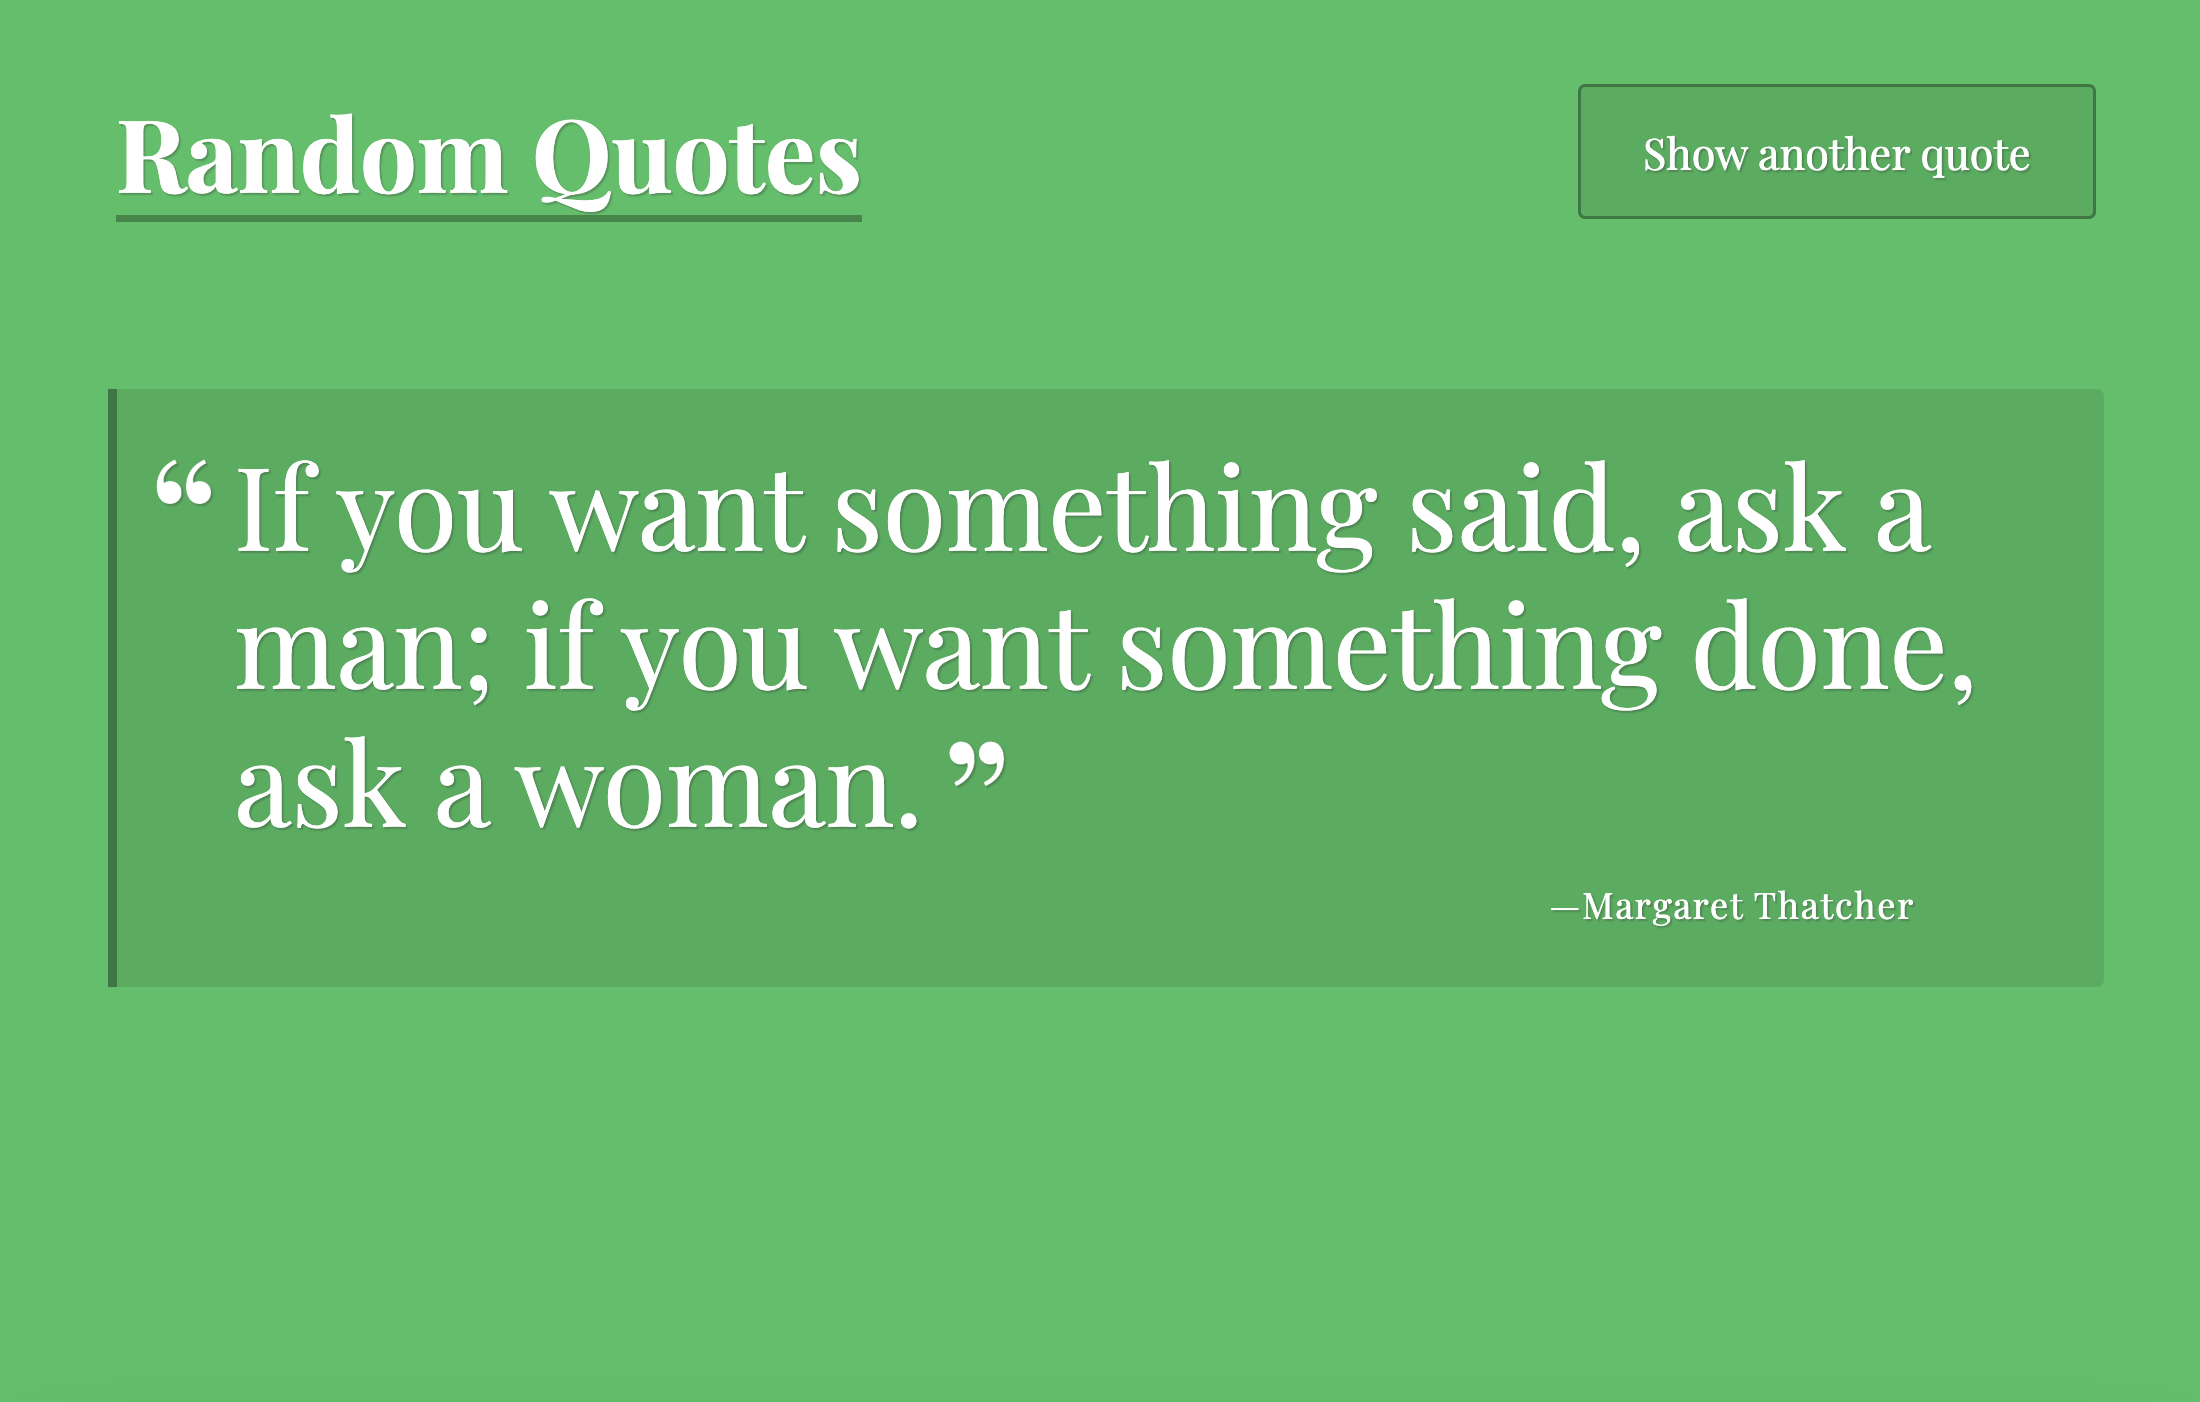 Random Quotes
Show another quote
“ If you want something said, ask a
man; if you want something done,
ask a woman. ”
—Margaret Thatcher